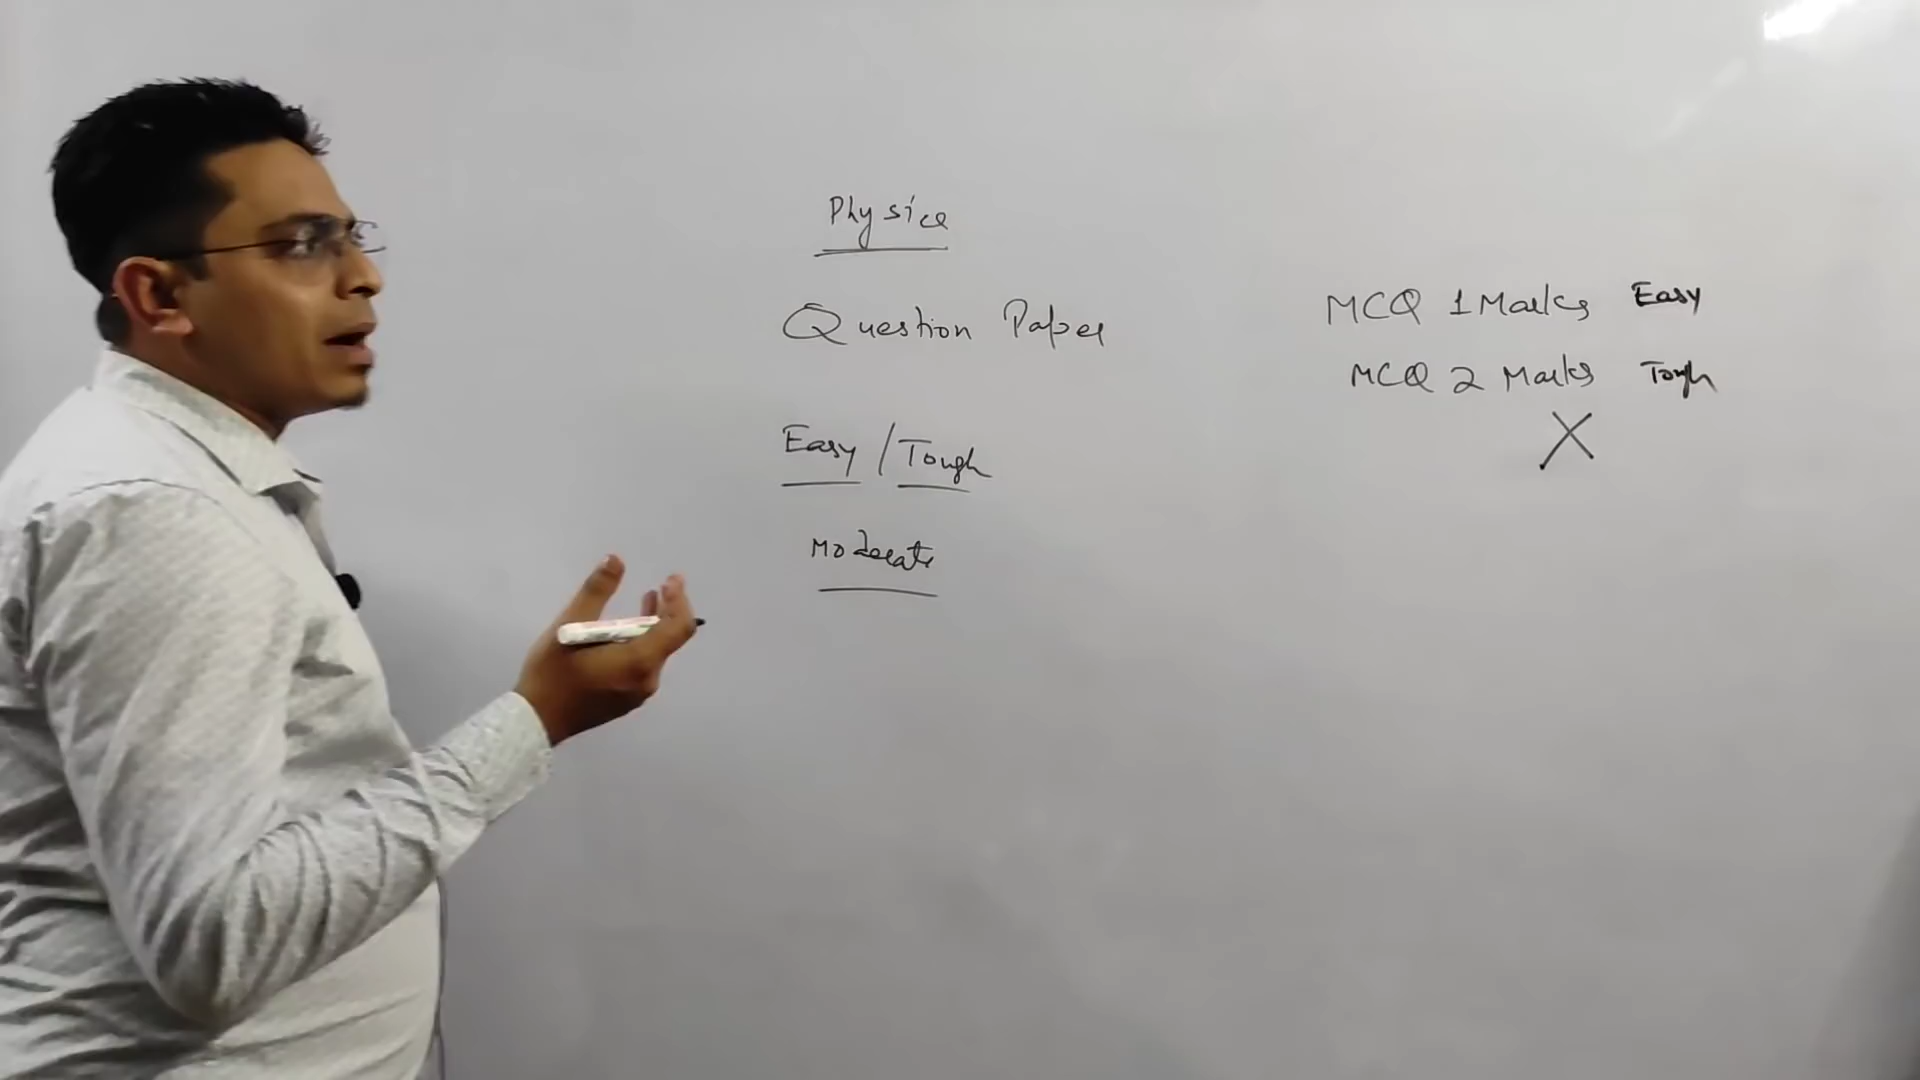 Physics
Question Paper
Easy / Tough
Moderate
MCQ 1 Marks Easy
MCQ 2 Marks Tough
X